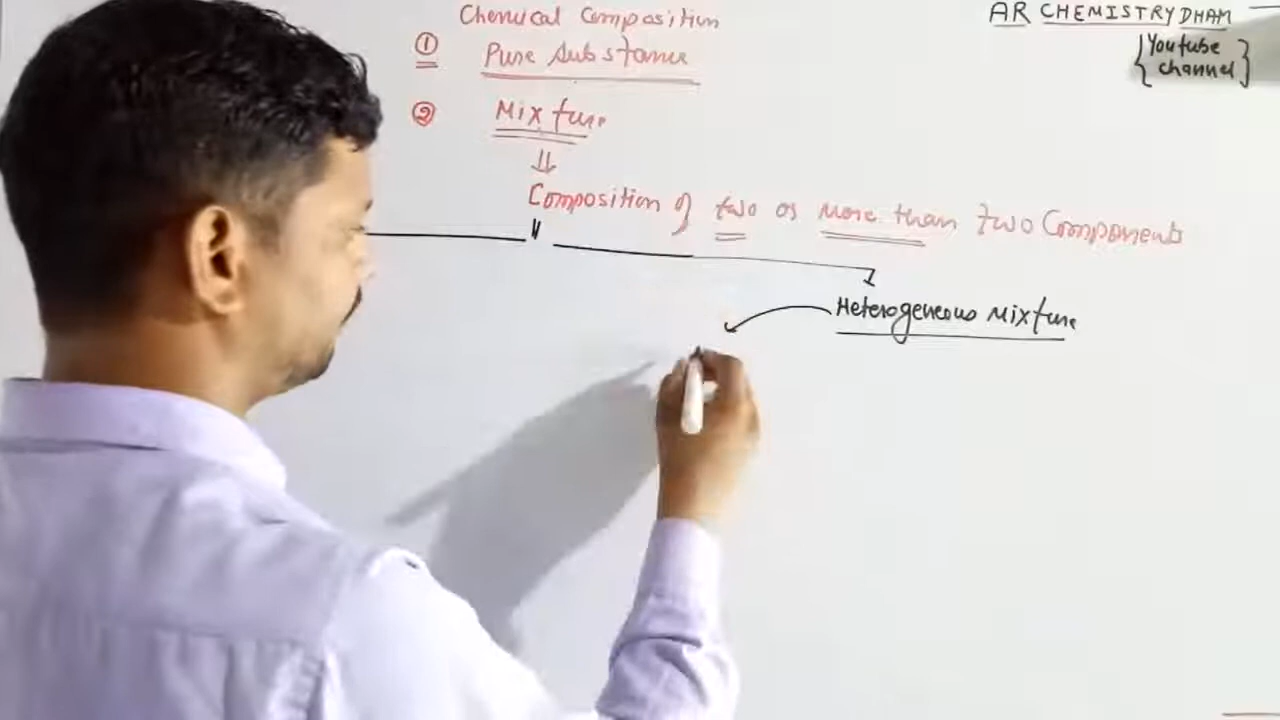 Chemical Composition
① Pure Substance
② Mixture
Composition of two or more than two Components
Heterogeneous Mixture
AR CHEMISTRY DHAM
{Youtube
channel}